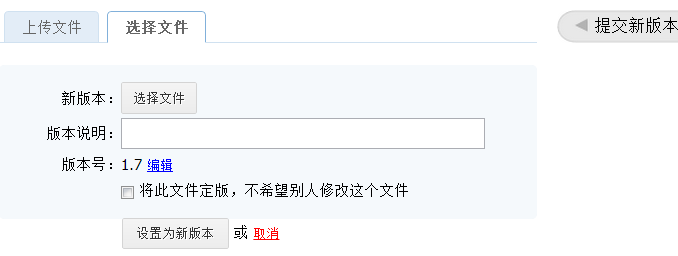 上传文件 选择文件
提交新版本
新版本： 选择文件
版本说明：
版本号：1.7 编辑
将此文件定版，不希望别人修改这个文件
设置为新版本 或 取消